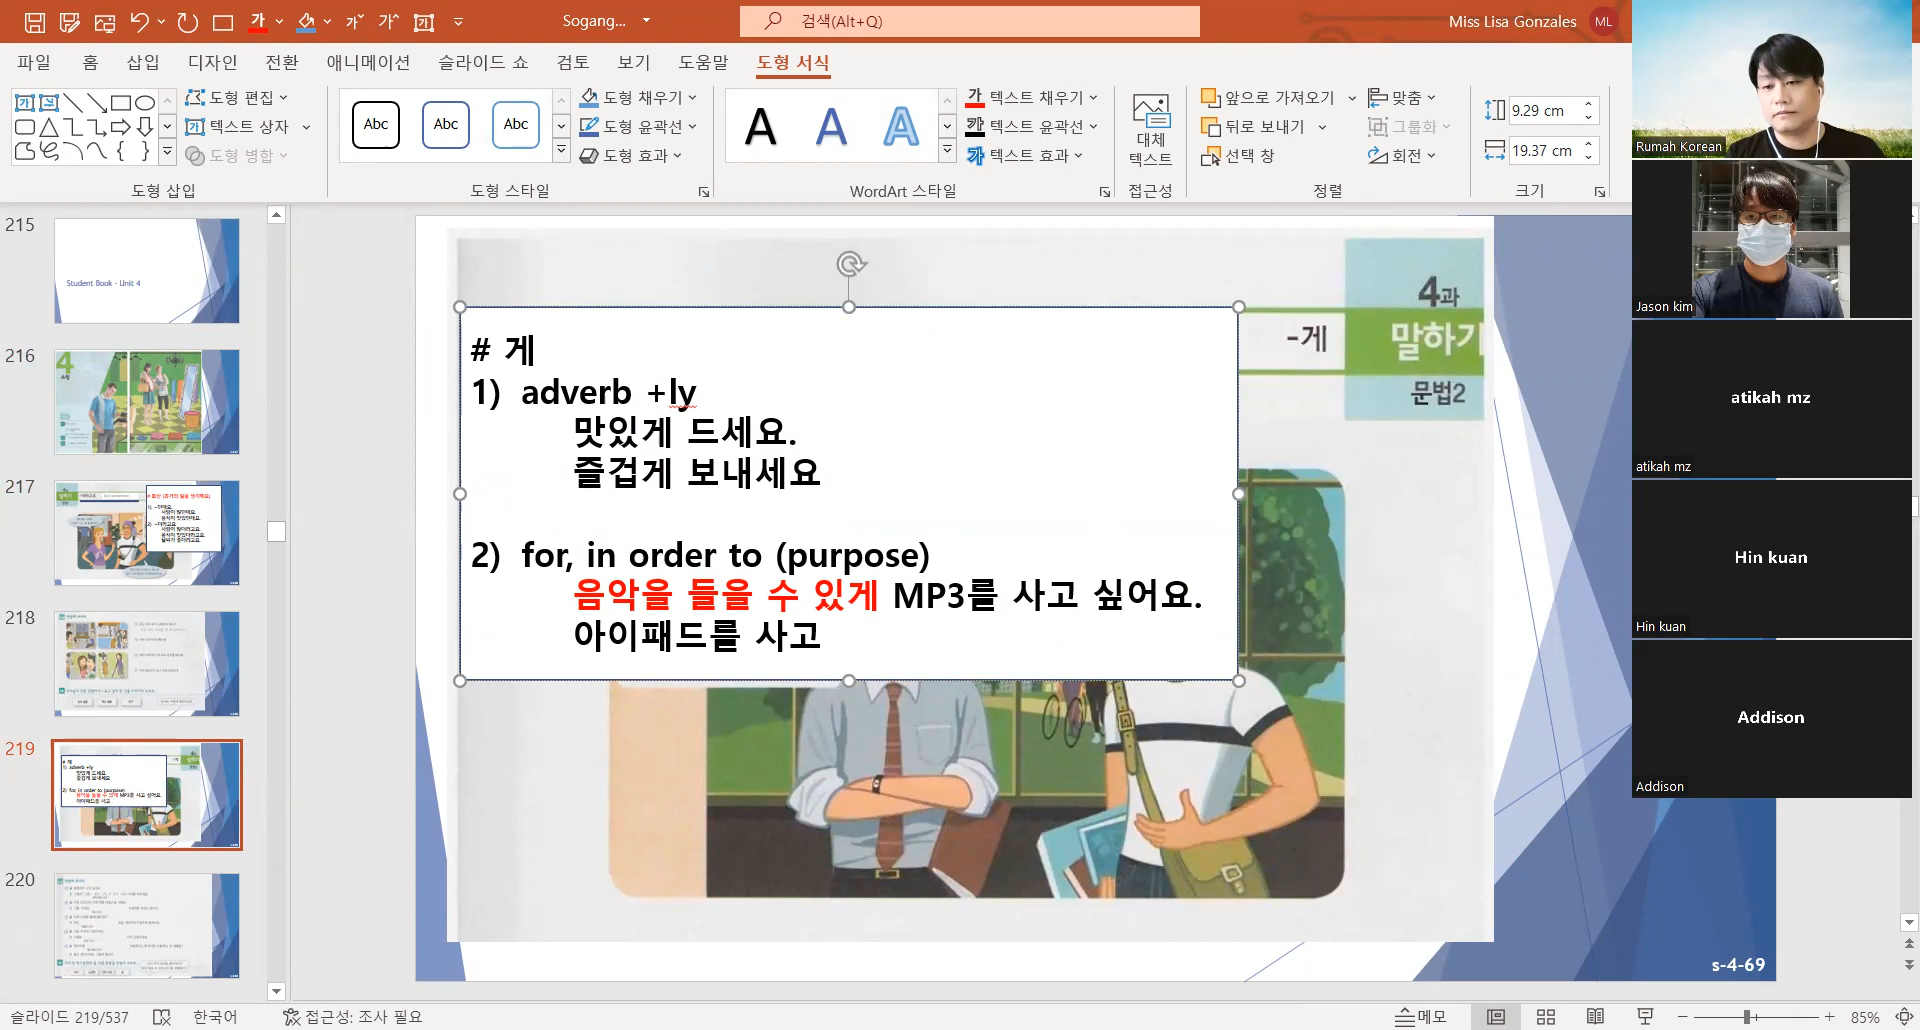 Sogang...
검색(Alt+Q)
Miss Lisa Gonzales
ML
파일 홈 삽입 디자인 전환 애니메이션 슬라이드 쇼 검토 보기 도움말 도형 서식
도형 편집
텍스트 상자
도형 병합
도형 삽입
Abc Abc Abc
도형 채우기
도형 윤곽선
도형 효과
도형 스타일
A A A
텍스트 채우기
텍스트 윤곽선
텍스트 효과
WordArt 스타일
대체
텍스트
접근성
앞으로 가져오기
뒤로 보내기
선택 창
맞춤
그룹화
회전
정렬
9.29 cm
19.37 cm
크기
215
Student Book - Unit 4
216
217
218
219
220
4과
-게
말하기
문법2
# 게
1) adverb +ly
맛있게 드세요.
즐겁게 보내세요
2) for, in order to (purpose)
음악을 들을 수 있게 MP3를 사고 싶어요.
아이패드를 사고
s-4-69
Rumah Korean
Jason kim
atikah mz
atikah mz
Hin kuan
Hin kuan
Addison
Addison
슬라이드 219/537
한국어
접근성: 조사 필요
메모
85%